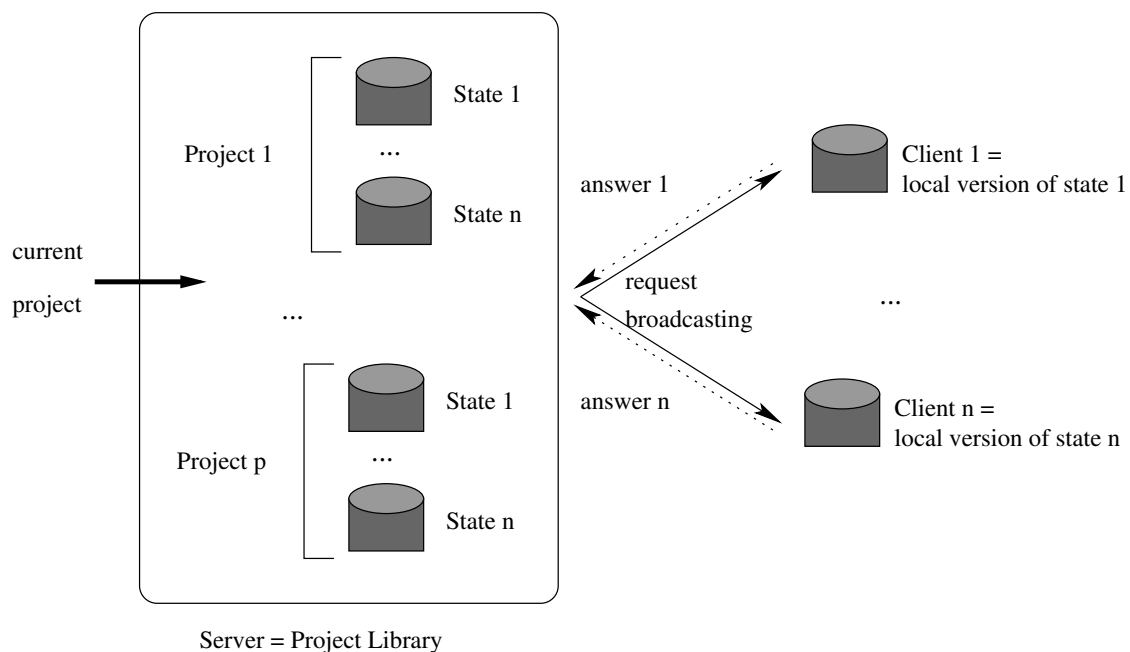 State 1
...
Project 1
State n
current
project
...
State 1
...
Project p
State n
Server = Project Library
answer 1
request
broadcasting
answer n
Client 1 =
local version of state 1
...
Client n =
local version of state n